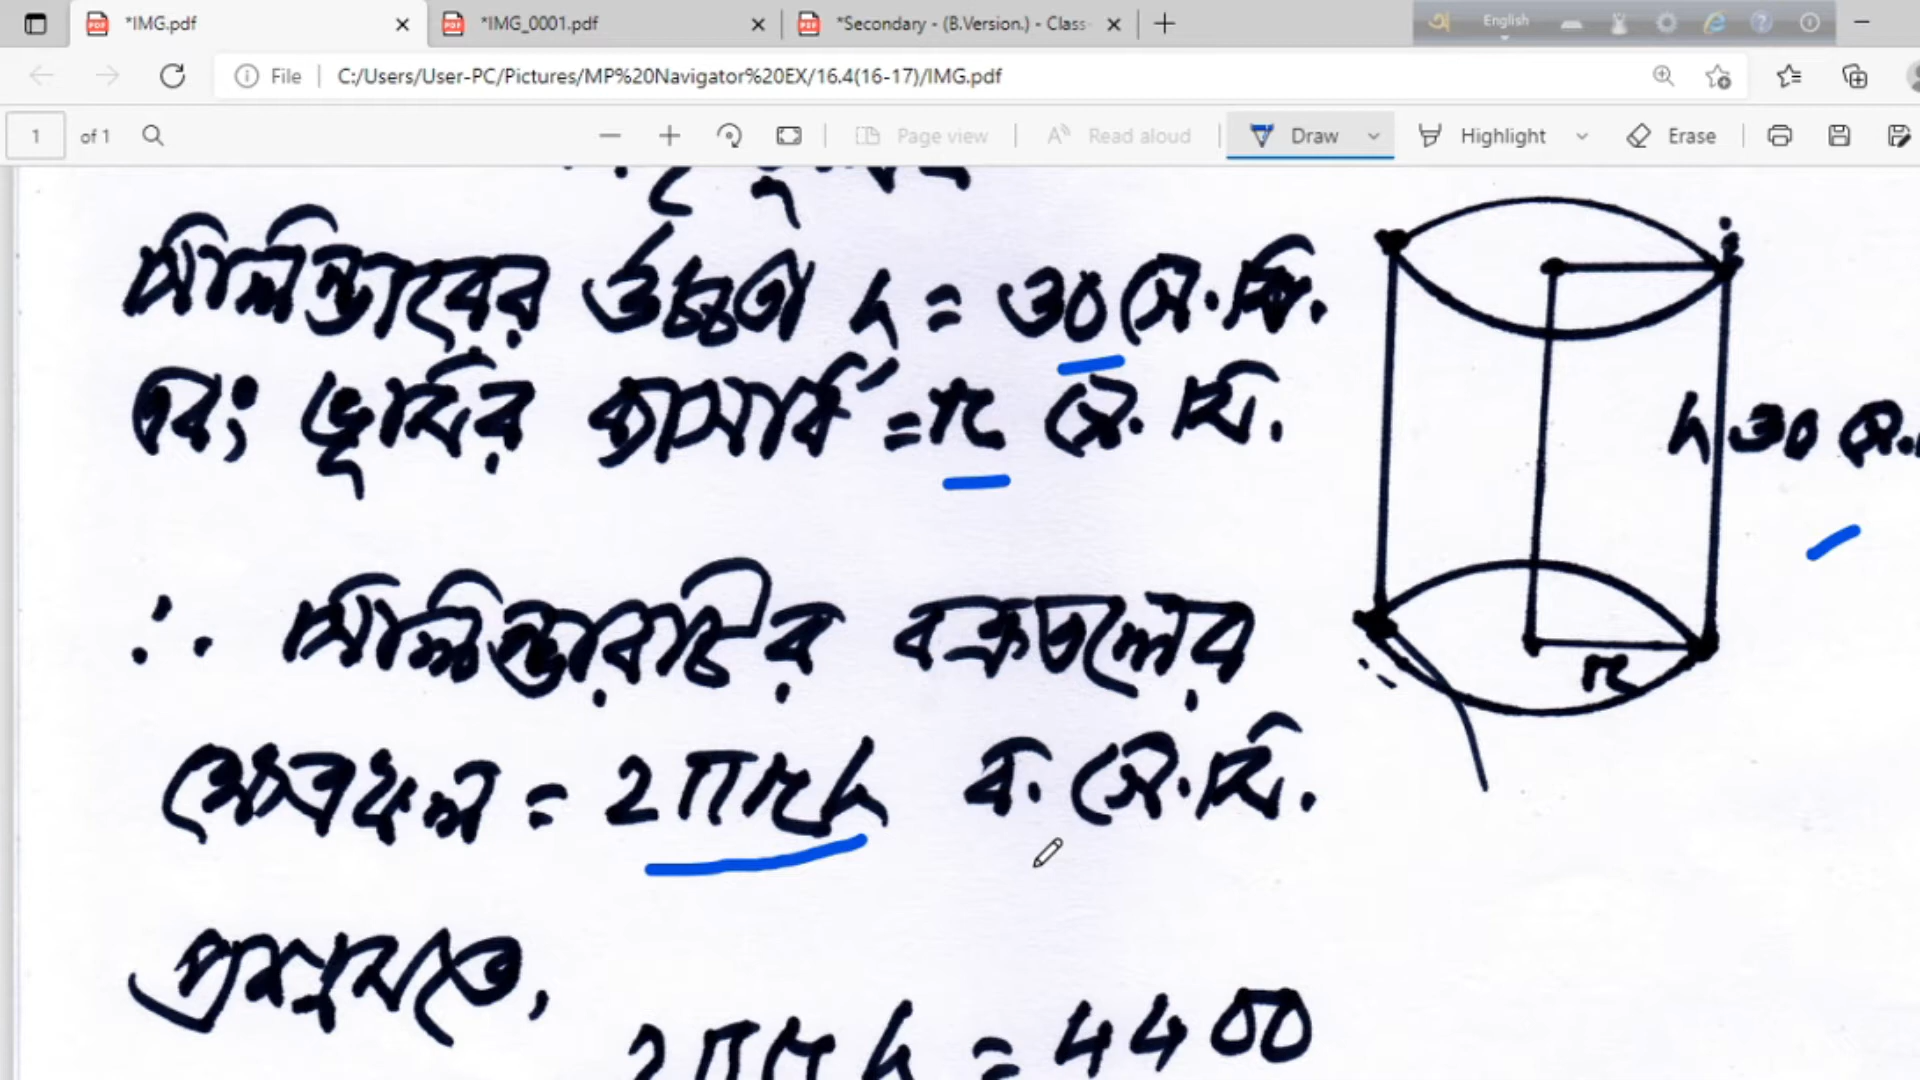 *IMG.pdf
*IMG_0001.pdf
*Secondary - (B.Version.) - Class-
English
File
C:/Users/User-PC/Pictures/MP%20Navigator%20EX/16.4(16-17)/IMG.pdf
1 of 1
Page view
Read aloud
Draw
Highlight
Erase
সিলিন্ডারের উচ্চতা h = 30 সে.মি.
এবং ভূমির ব্যাসার্ধ = r সে. মি.
h 30 সে.
r
∴ সিলিন্ডারটির বক্রতলের
ক্ষেত্রফল = 2πrh ব. সে.মি.
প্রশ্নমতে,
2πrh = 4400